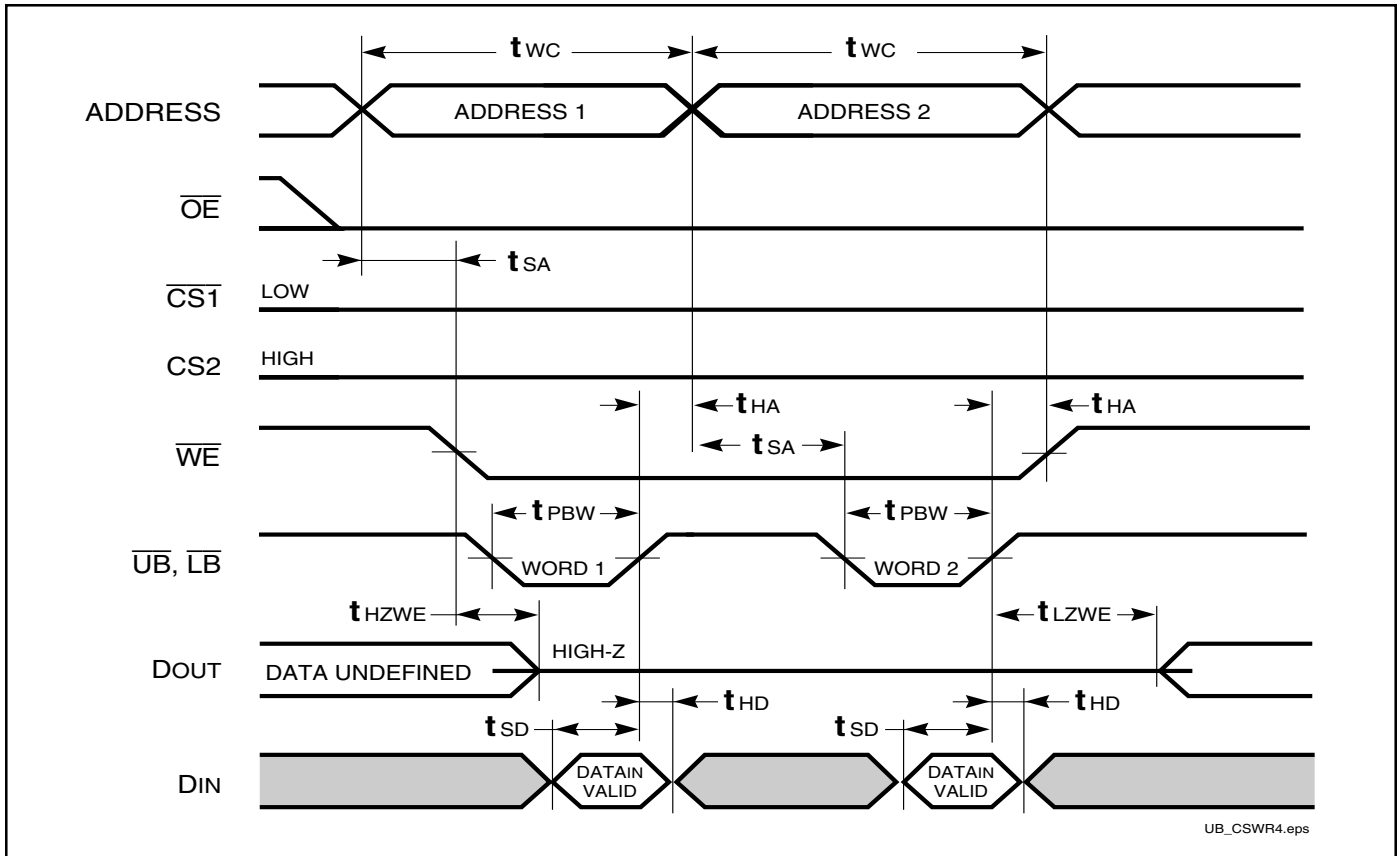 tWC tWC
ADDRESS ADDRESS 1 ADDRESS 2
OE
tSA
CS1 LOW
CS2 HIGH
tHA tHA
WE tSA
tPBW tPBW
UB, LB WORD 1 WORD 2
tHZWE tLZWE
DOUT DATA UNDEFINED HIGH-Z
tHD tHD
tSD tSD
DIN DATAIN VALID DATAIN VALID
UB_CSWR4.eps